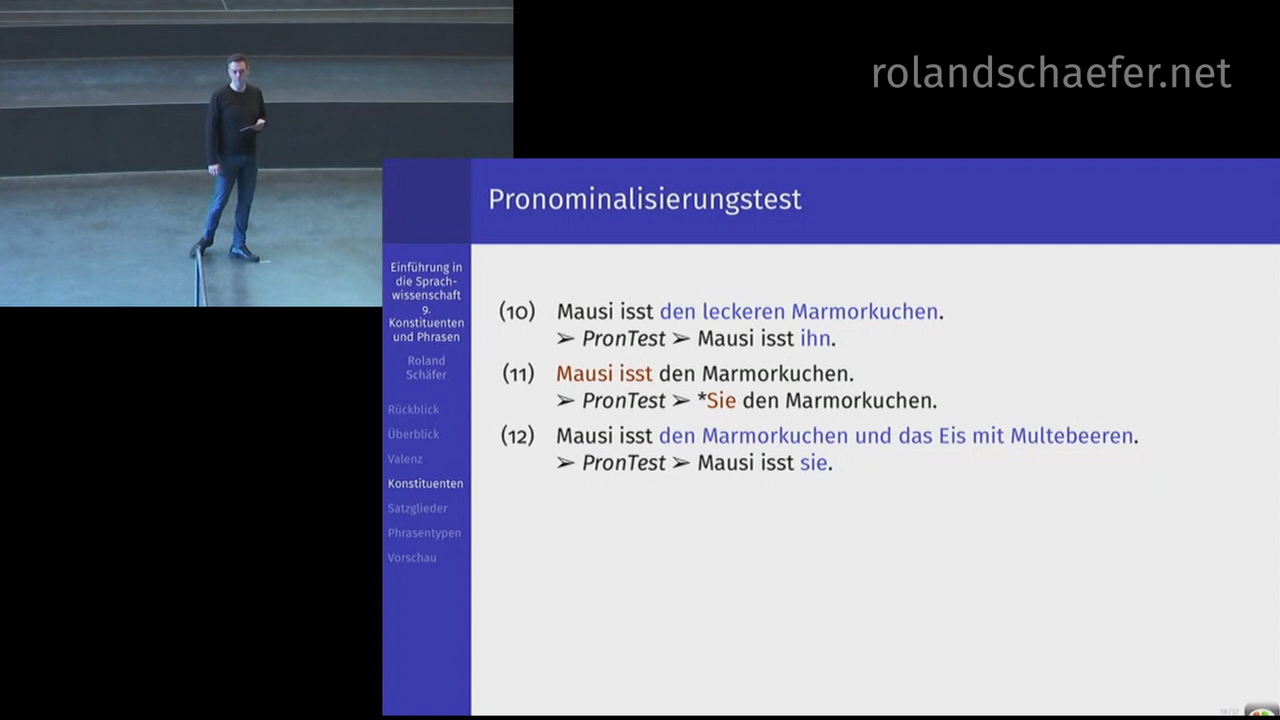 rolandschaefer.net
Pronominalisierungstest
Einführung in
die Sprach-
wissenschaft
9.
Konstituenten
und Phrasen
Roland
Schäfer
Rückblick
Überblick
Valenz
Konstituenten
Satzglieder
Phrasentypen
Vorschau
(10) Mausi isst den leckeren Marmorkuchen.
➢ PronTest ➢ Mausi isst ihn.
(11) Mausi isst den Marmorkuchen.
➢ PronTest ➢ *Sie den Marmorkuchen.
(12) Mausi isst den Marmorkuchen und das Eis mit Multebeeren.
➢ PronTest ➢ Mausi isst sie.